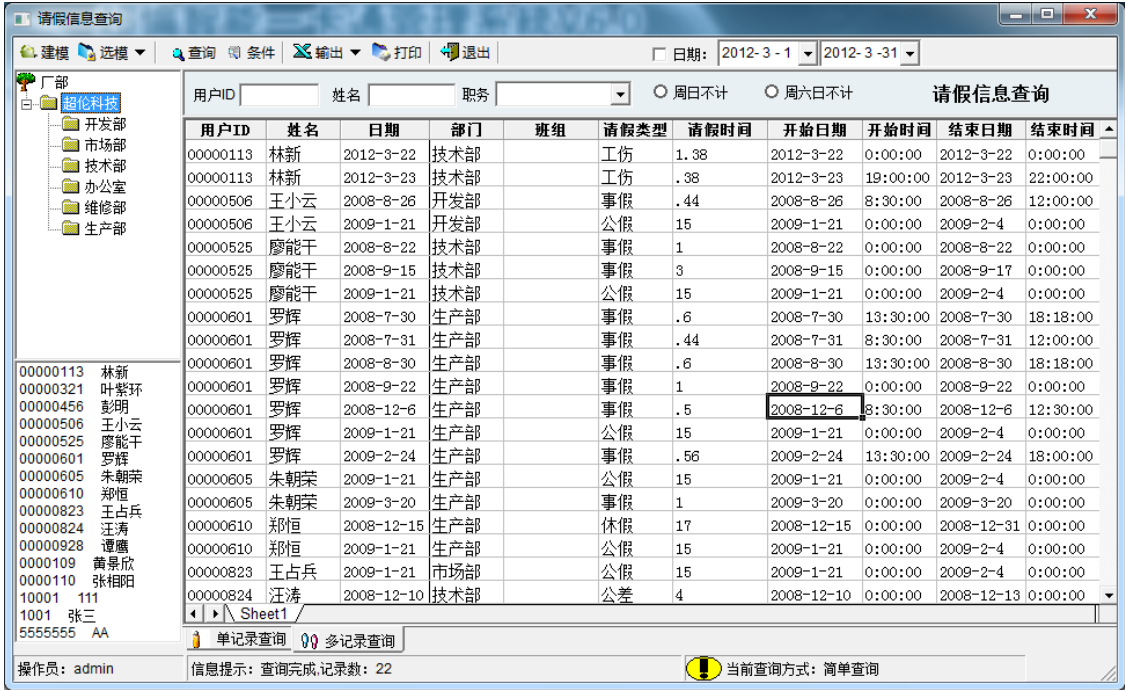 请假信息查询
建模 选模 查询 条件 输出 打印 退出 日期： 2012- 3 - 1 2012- 3 -31
厂部
超伦科技
开发部
市场部
技术部
办公室
维修部
生产部
用户ID 姓名 职务 周日不计 周六日不计 请假信息查询
用户ID 姓名 日期 部门 班组 请假类型 请假时间 开始日期 开始时间 结束日期 结束时间
00000113 林新 2012-3-22 技术部 工伤 1.38 2012-3-22 0:00:00 2012-3-22 0:00:00
00000113 林新 2012-3-23 技术部 工伤 .38 2012-3-23 19:00:00 2012-3-23 22:00:00
00000506 王小云 2008-8-26 开发部 事假 .44 2008-8-26 8:30:00 2008-8-26 12:00:00
00000506 王小云 2009-1-21 开发部 公假 15 2009-1-21 0:00:00 2009-2-4 0:00:00
00000525 廖能干 2008-8-22 技术部 事假 1 2008-8-22 0:00:00 2008-8-22 0:00:00
00000525 廖能干 2008-9-15 技术部 事假 3 2008-9-15 0:00:00 2008-9-17 0:00:00
00000525 廖能干 2009-1-21 技术部 公假 15 2009-1-21 0:00:00 2009-2-4 0:00:00
00000601 罗辉 2008-7-30 生产部 事假 .6 2008-7-30 13:30:00 2008-7-30 18:18:00
00000601 罗辉 2008-7-31 生产部 事假 .44 2008-7-31 8:30:00 2008-7-31 12:00:00
00000601 罗辉 2008-8-30 生产部 事假 .6 2008-8-30 13:30:00 2008-8-30 18:18:00
00000601 罗辉 2008-9-22 生产部 事假 1 2008-9-22 0:00:00 2008-9-22 0:00:00
00000601 罗辉 2008-12-6 生产部 事假 .5 2008-12-6 8:30:00 2008-12-6 12:30:00
00000601 罗辉 2009-1-21 生产部 公假 15 2009-1-21 0:00:00 2009-2-4 0:00:00
00000601 罗辉 2009-2-24 生产部 事假 .56 2009-2-24 13:30:00 2009-2-24 18:00:00
00000605 朱朝荣 2009-1-21 生产部 公假 15 2009-1-21 0:00:00 2009-2-4 0:00:00
00000605 朱朝荣 2009-3-20 生产部 事假 1 2009-3-20 0:00:00 2009-3-20 0:00:00
00000610 郑恒 2008-12-15 生产部 休假 17 2008-12-15 0:00:00 2008-12-31 0:00:00
00000610 郑恒 2009-1-21 生产部 公假 15 2009-1-21 0:00:00 2009-2-4 0:00:00
00000823 王占兵 2009-1-21 市场部 公假 15 2009-1-21 0:00:00 2009-2-4 0:00:00
00000824 汪涛 2008-12-10 技术部 公差 4 2008-12-10 0:00:00 2008-12-13 0:00:00
00000113 林新
00000321 叶紫环
00000456 彭明
00000506 王小云
00000525 廖能干
00000601 罗辉
00000605 朱朝荣
00000610 郑恒
00000823 王占兵
00000824 汪涛
00000928 谭鹰
0000109 黄景欣
0000110 张相阳
10001 111
1001 张三
5555555 AA
Sheet1
单记录查询 多记录查询
操作员：admin 信息提示：查询完成,记录数：22 当前查询方式：简单查询